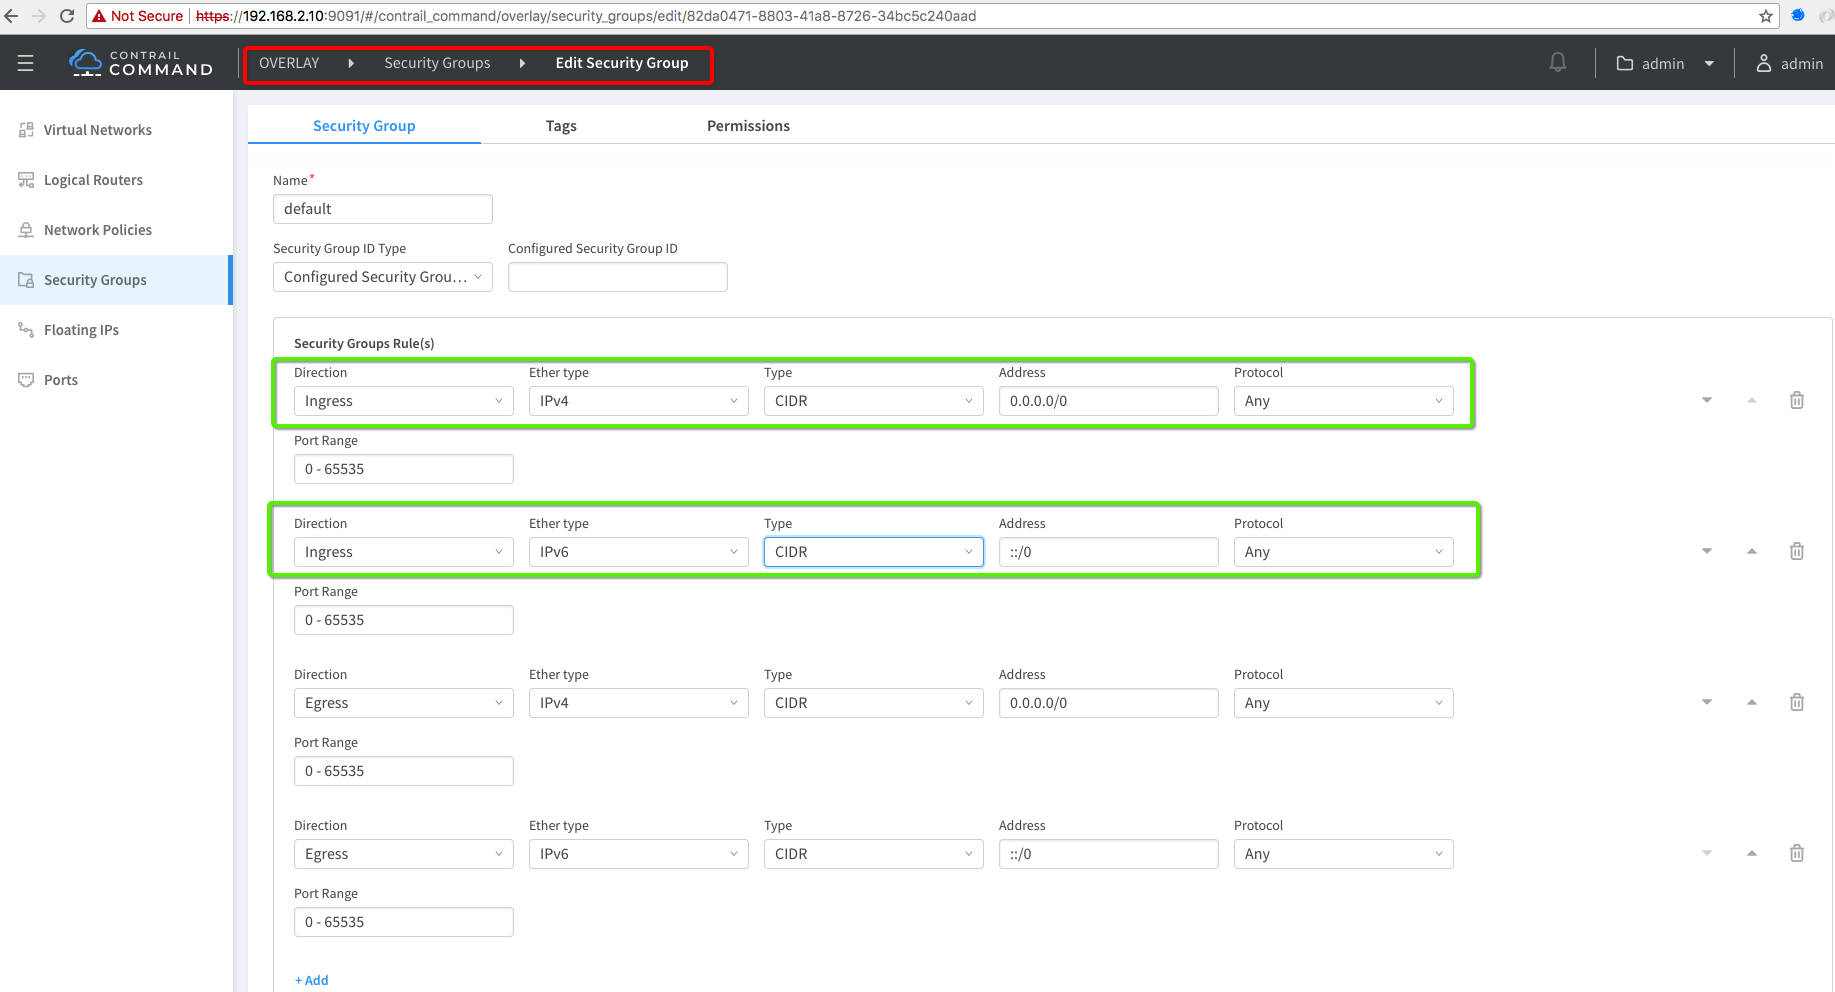 Not Secure https://192.168.2.10:9091/#/contrail_command/overlay/security_groups/edit/82da0471-8803-41a8-8726-34bc5c240aad
CONTRAIL
COMMAND
OVERLAY Security Groups Edit Security Group
admin admin
Virtual Networks
Logical Routers
Network Policies
Security Groups
Floating IPs
Ports
Security Group Tags Permissions
Name*
default
Security Group ID Type Configured Security Group ID
Configured Security Grou...
Security Groups Rule(s)
Direction Ether type Type Address Protocol
Ingress IPv4 CIDR 0.0.0.0/0 Any
Port Range
0 - 65535
Direction Ether type Type Address Protocol
Ingress IPv6 CIDR ::/0 Any
Port Range
0 - 65535
Direction Ether type Type Address Protocol
Egress IPv4 CIDR 0.0.0.0/0 Any
Port Range
0 - 65535
Direction Ether type Type Address Protocol
Egress IPv6 CIDR ::/0 Any
Port Range
0 - 65535
+ Add